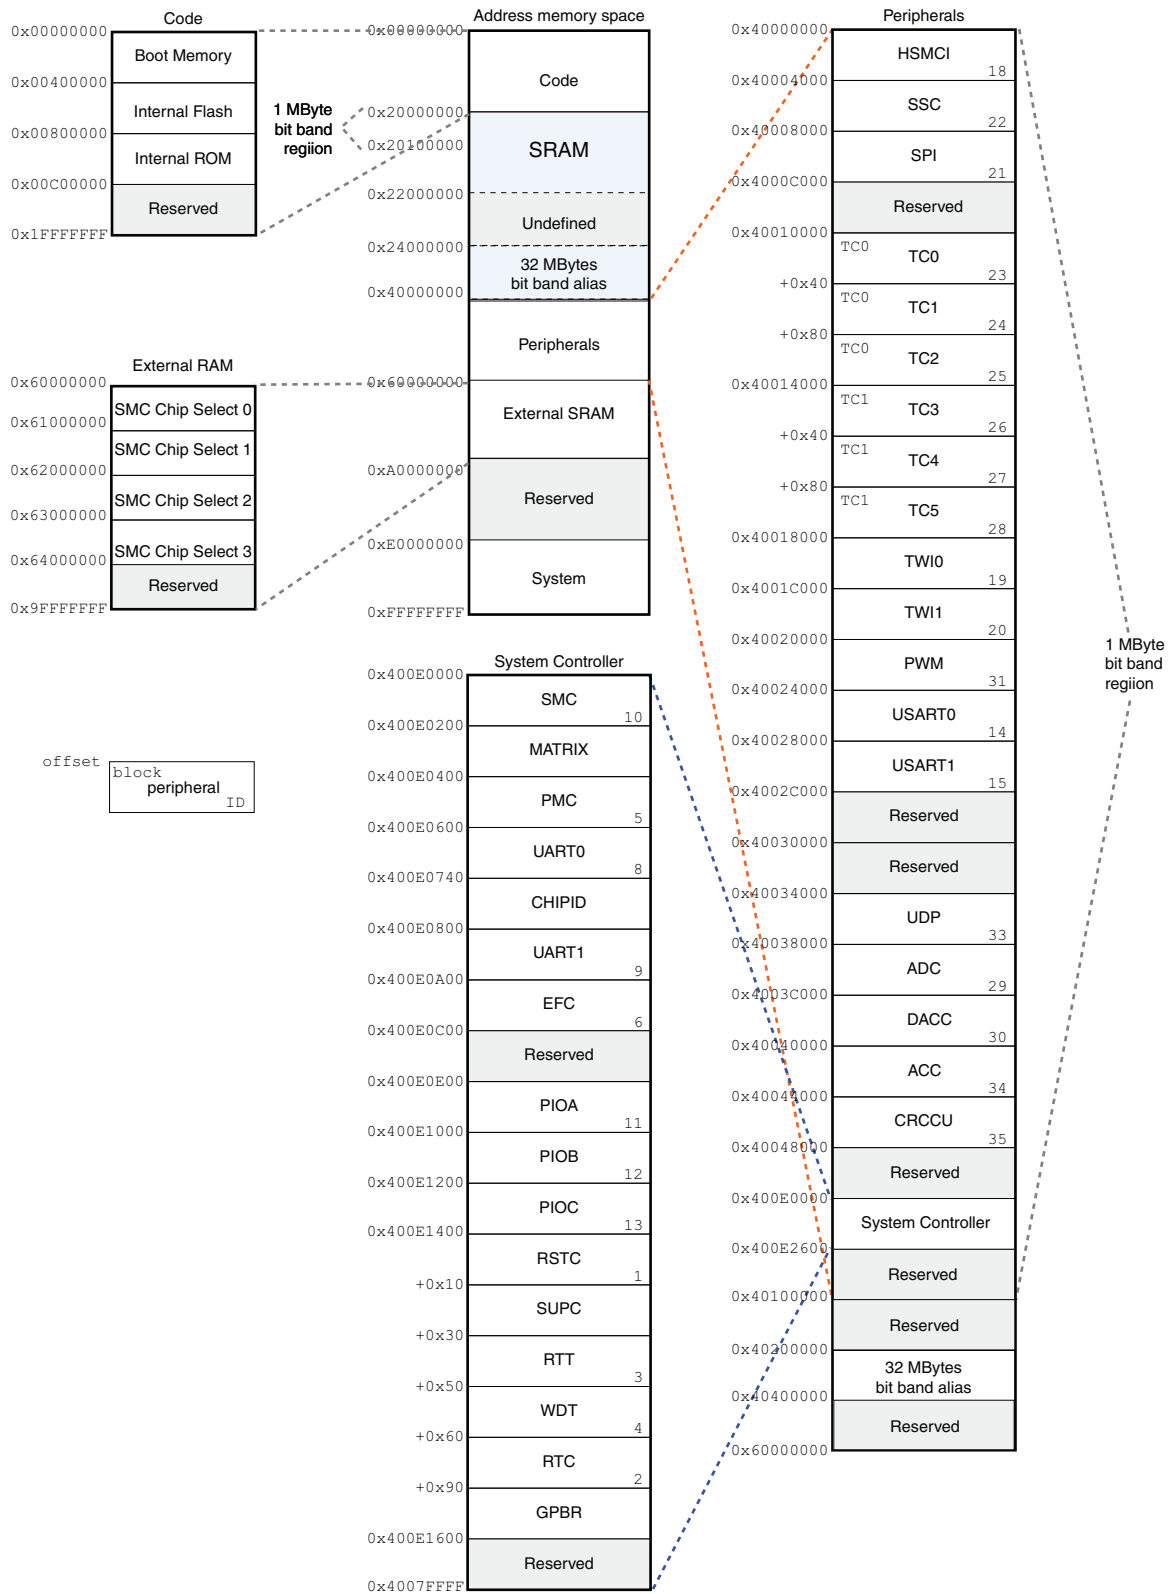 Code
0x00000000
Boot Memory
0x00400000
Internal Flash
0x00800000
Internal ROM
0x00C00000
Reserved
0x1FFFFFFF
1 MByte
bit band
regiion
External RAM
0x60000000
SMC Chip Select 0
0x61000000
SMC Chip Select 1
0x62000000
SMC Chip Select 2
0x63000000
SMC Chip Select 3
0x64000000
Reserved
0x9FFFFFFF
offset
block
peripheral
ID
Address memory space
0x00000000
Code
0x20000000
0x20100000
SRAM
0x22000000
Undefined
0x24000000
32 MBytes
bit band alias
0x40000000
Peripherals
0x60000000
External SRAM
0xA0000000
Reserved
0xE0000000
System
0xFFFFFFFF
System Controller
0x400E0000
SMC
10
0x400E0200
MATRIX
0x400E0400
PMC
5
0x400E0600
UART0
8
0x400E0740
CHIPID
0x400E0800
UART1
9
0x400E0A00
EFC
6
0x400E0C00
Reserved
0x400E0E00
PIOA
11
0x400E1000
PIOB
12
0x400E1200
PIOC
13
0x400E1400
RSTC
1
+0x10
SUPC
+0x30
RTT
3
+0x50
WDT
4
+0x60
RTC
2
+0x90
GPBR
0x400E1600
Reserved
0x4007FFFF
Peripherals
0x40000000
HSMCI
18
0x40004000
SSC
22
0x40008000
SPI
21
0x4000C000
Reserved
0x40010000
TC0
TC0
23
+0x40
TC0
TC1
24
+0x80
TC0
TC2
25
0x40014000
TC1
TC3
26
+0x40
TC1
TC4
27
+0x80
TC1
TC5
28
0x40018000
TWI0
19
0x4001C000
TWI1
20
0x40020000
PWM
31
0x40024000
USART0
14
0x40028000
USART1
15
0x4002C000
Reserved
0x40030000
Reserved
0x40034000
UDP
33
0x40038000
ADC
29
0x4003C000
DACC
30
0x40040000
ACC
34
0x40044000
CRCCU
35
0x40048000
Reserved
0x400E0000
System Controller
0x400E2600
Reserved
0x40100000
Reserved
0x40200000
32 MBytes
bit band alias
0x40400000
Reserved
0x60000000
1 MByte
bit band
regiion